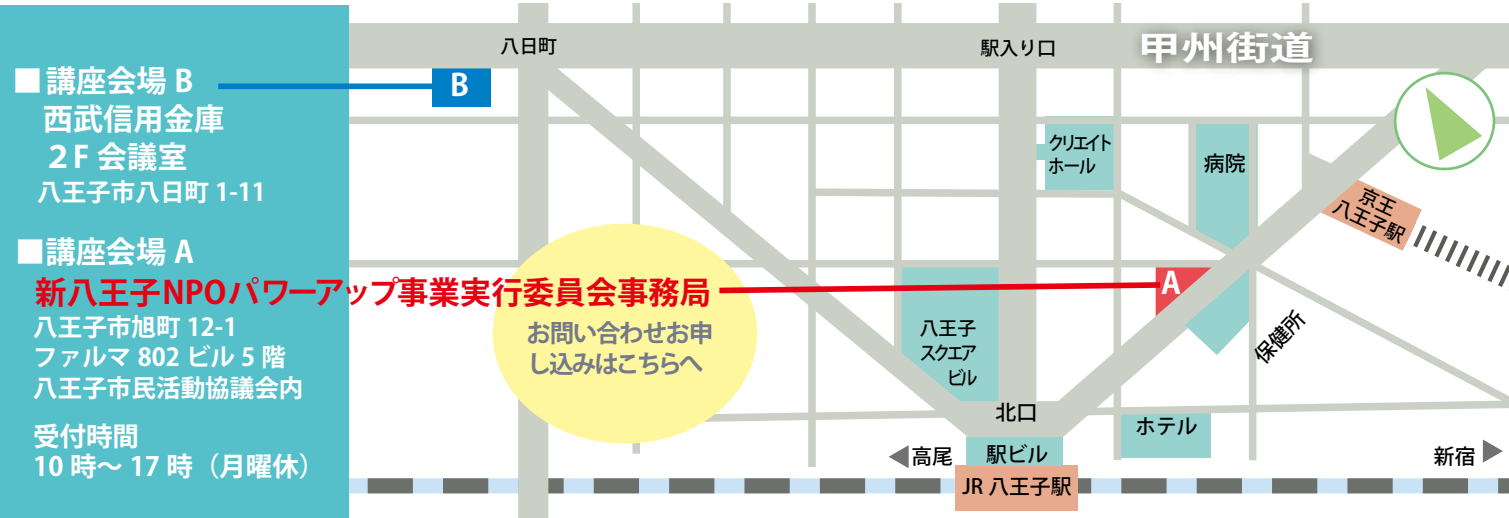 ■講座会場 B
西武信用金庫
２F 会議室
八王子市八日町 1-11
■講座会場 A
新八王子NPOパワーアップ事業実行委員会事務局
八王子市旭町 12-1
ファルマ 802 ビル 5 階
八王子市民活動協議会内
受付時間
10 時～ 17 時（月曜休）
お問い合わせお申
し込みはこちらへ
八日町
駅入り口
甲州街道
B
クリエイト
ホール
病院
京王
八王子駅
A
八王子
スクエア
ビル
保健所
北口
ホテル
高尾
駅ビル
新宿
JR 八王子駅